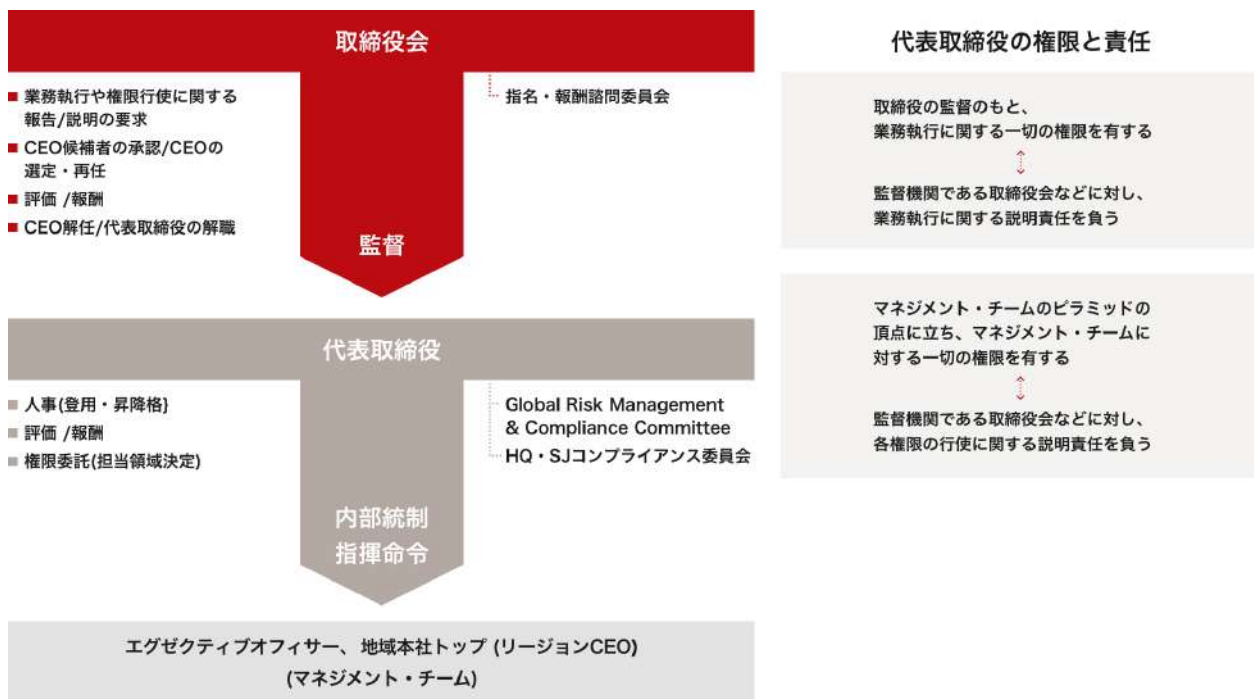 取締役会
業務執行や権限行使に関する
報告/説明の要求
CEO候補者の承認/CEOの
選定・再任
評価 /報酬
CEO解任/代表取締役の解職
指名・報酬諮問委員会
監督
代表取締役
人事(登用・昇降格)
評価 /報酬
権限委託(担当領域決定)
Global Risk Management
& Compliance Committee
HQ・SJコンプライアンス委員会
内部統制
指揮命令
エグゼクティブオフィサー、 地域本社トップ (リージョンCEO)
(マネジメント・チーム)
代表取締役の権限と責任
取締役の監督のもと、
業務執行に関する一切の権限を有する
監督機関である取締役会などに対し、
業務執行に関する説明責任を負う
マネジメント・チームのピラミッドの
頂点に立ち、マネジメント・チームに
対する一切の権限を有する
監督機関である取締役会などに対し、
各権限の行使に関する説明責任を負う